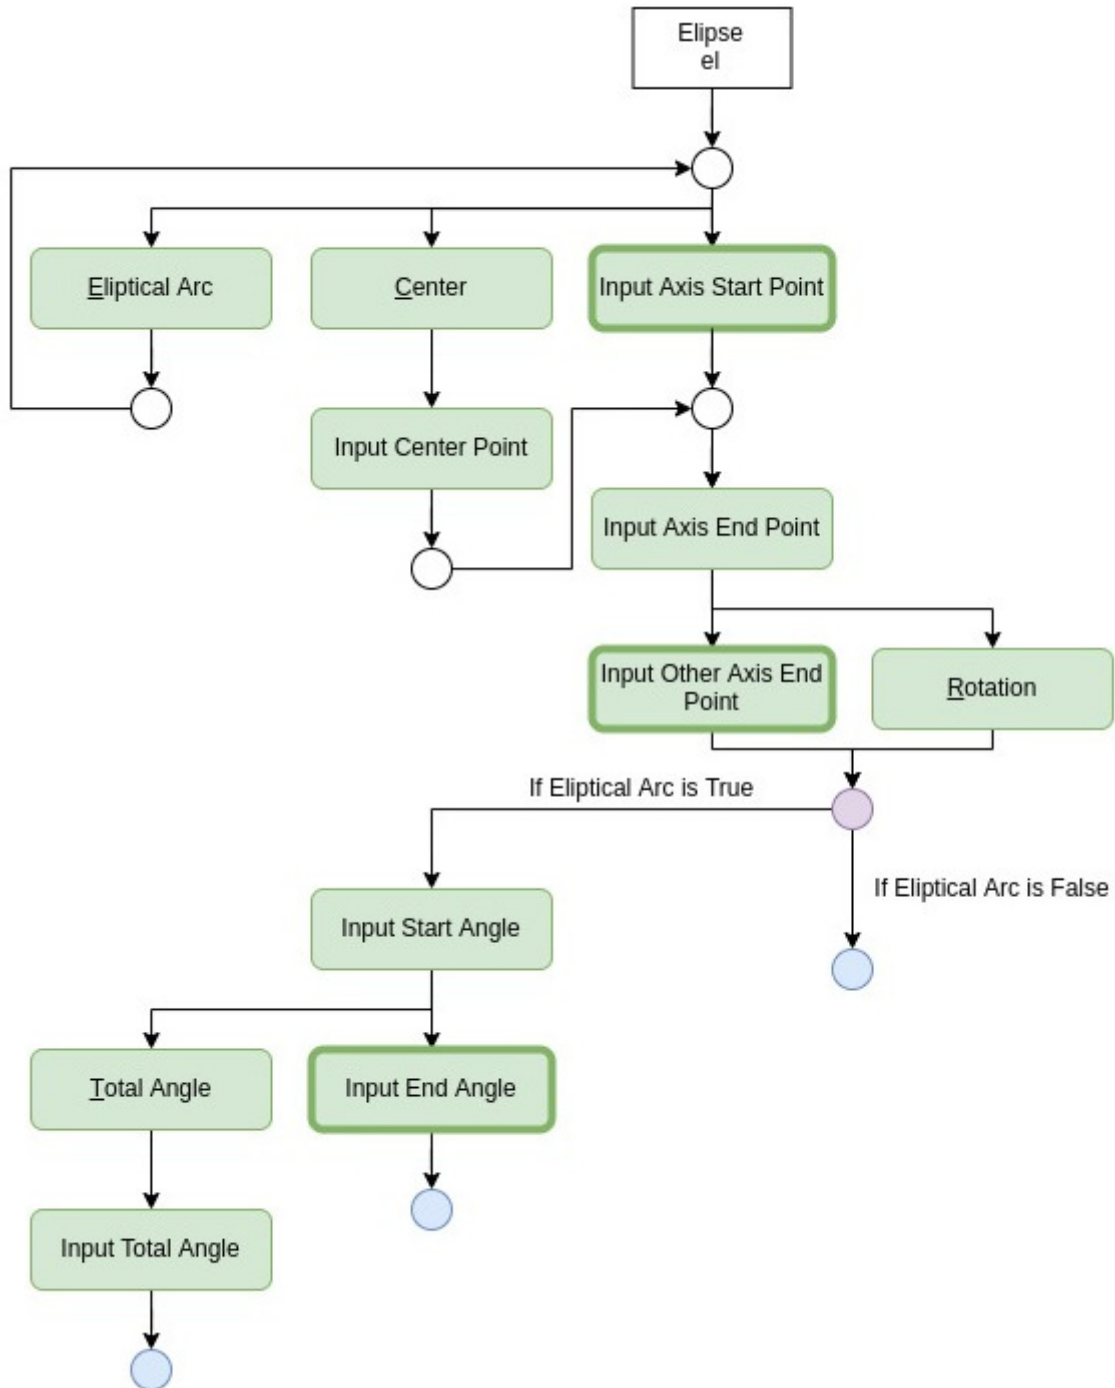 Elipse
el
Eliptical Arc
Center
Input Axis Start Point
Input Center Point
Input Axis End Point
Input Other Axis End
Point
Rotation
If Eliptical Arc is True
If Eliptical Arc is False
Input Start Angle
Total Angle
Input End Angle
Input Total Angle